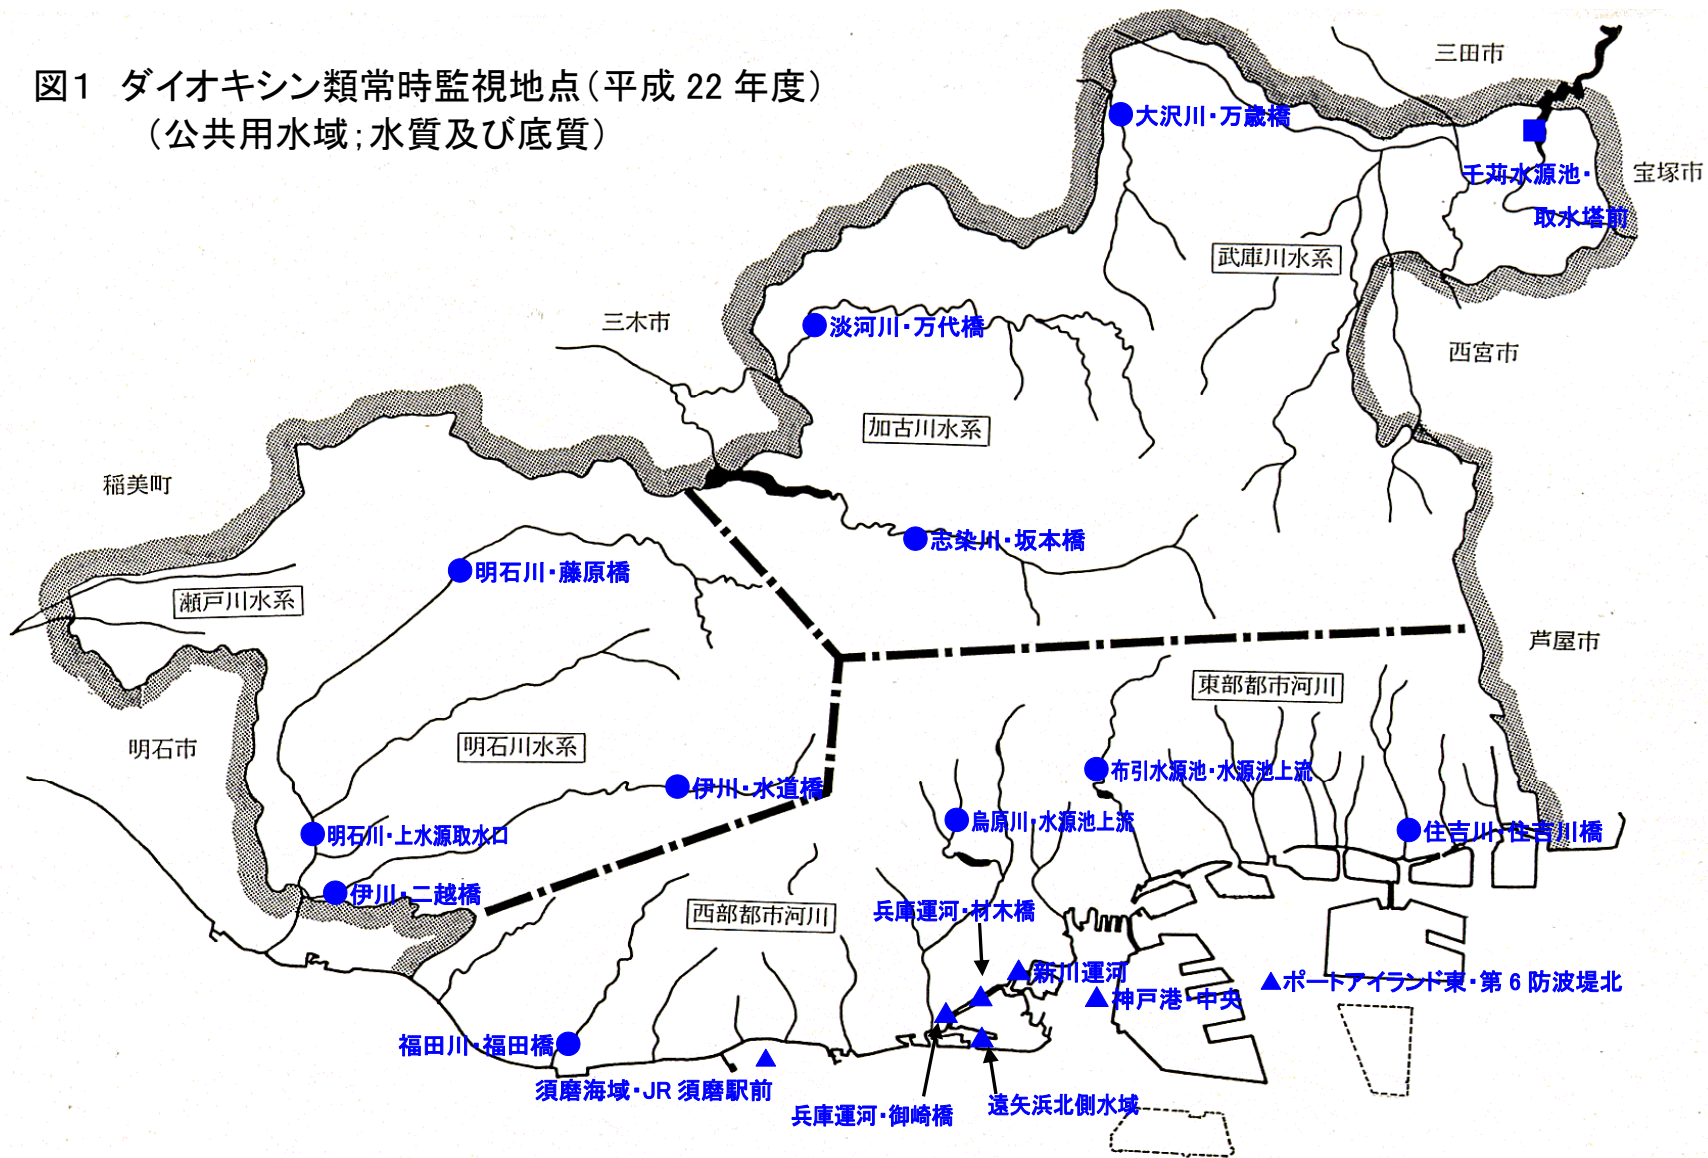 図1 ダイオキシン類常時監視地点(平成 22 年度)
(公共用水域;水質及び底質)
三田市
大沢川・万歳橋
千苅水源池・
取水塔前
宝塚市
武庫川水系
三木市
淡河川・万代橋
西宮市
加古川水系
稲美町
志染川・坂本橋
明石川・藤原橋
瀬戸川水系
芦屋市
東部都市河川
明石市
明石川水系
布引水源池・水源池上流
伊川・水道橋
烏原川・水源池上流
住吉川・住吉川橋
明石川・上水源取水口
伊川・二越橋
西部都市河川
兵庫運河・材木橋
新川運河
神戸港・中央
ポートアイランド東・第 6 防波堤北
福田川・福田橋
須磨海域・JR 須磨駅前
兵庫運河・御崎橋
遠矢浜北側水域